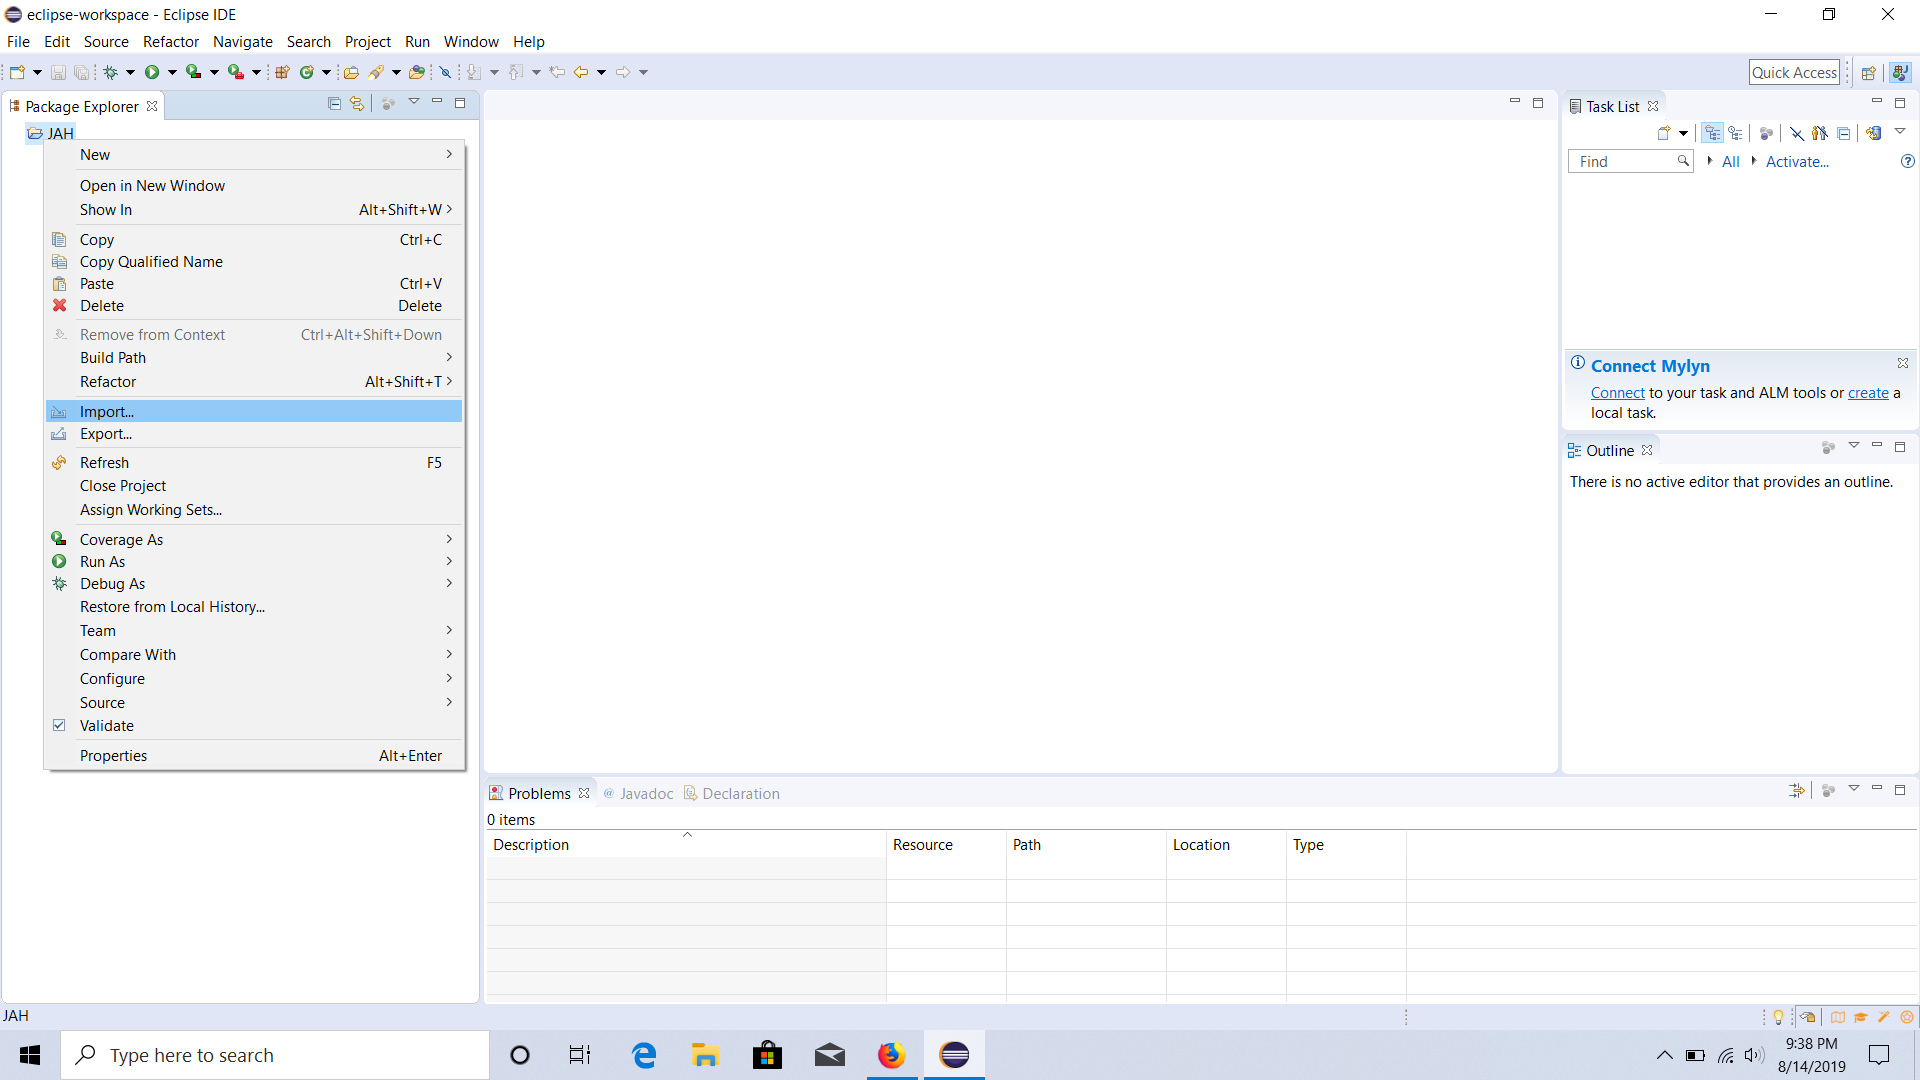 eclipse-workspace - Eclipse IDE
File Edit Source Refactor Navigate Search Project Run Window Help
Quick Access
Package Explorer
JAH
New
Open in New Window
Show In Alt+Shift+W
Copy Ctrl+C
Copy Qualified Name
Paste Ctrl+V
Delete Delete
Remove from Context Ctrl+Alt+Shift+Down
Build Path
Refactor Alt+Shift+T
Import...
Export...
Refresh F5
Close Project
Assign Working Sets...
Coverage As
Run As
Debug As
Restore from Local History...
Team
Compare With
Configure
Source
Validate
Properties Alt+Enter
Task List
Find All Activate...
Connect Mylyn
Connect to your task and ALM tools or create a
local task.
Outline
There is no active editor that provides an outline.
Problems @ Javadoc Declaration
0 items
Description Resource Path Location Type
JAH
Type here to search
9:38 PM
8/14/2019